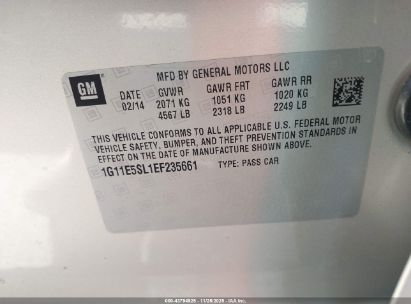 GM
MFD BY GENERAL MOTORS LLC
DATE GVWR GAWR FRT GAWR RR
02/14 2071 KG 1051 KG 1020 KG
4567 LB 2318 LB 2249 LB
THIS VEHICLE CONFORMS TO ALL APPLICABLE U.S. FEDERAL MOTOR
VEHICLE SAFETY, BUMPER, AND THEFT PREVENTION STANDARDS IN
EFFECT ON THE DATE OF MANUFACTURE SHOWN ABOVE.
1G11E5SL1EF235661 TYPE: PASS CAR